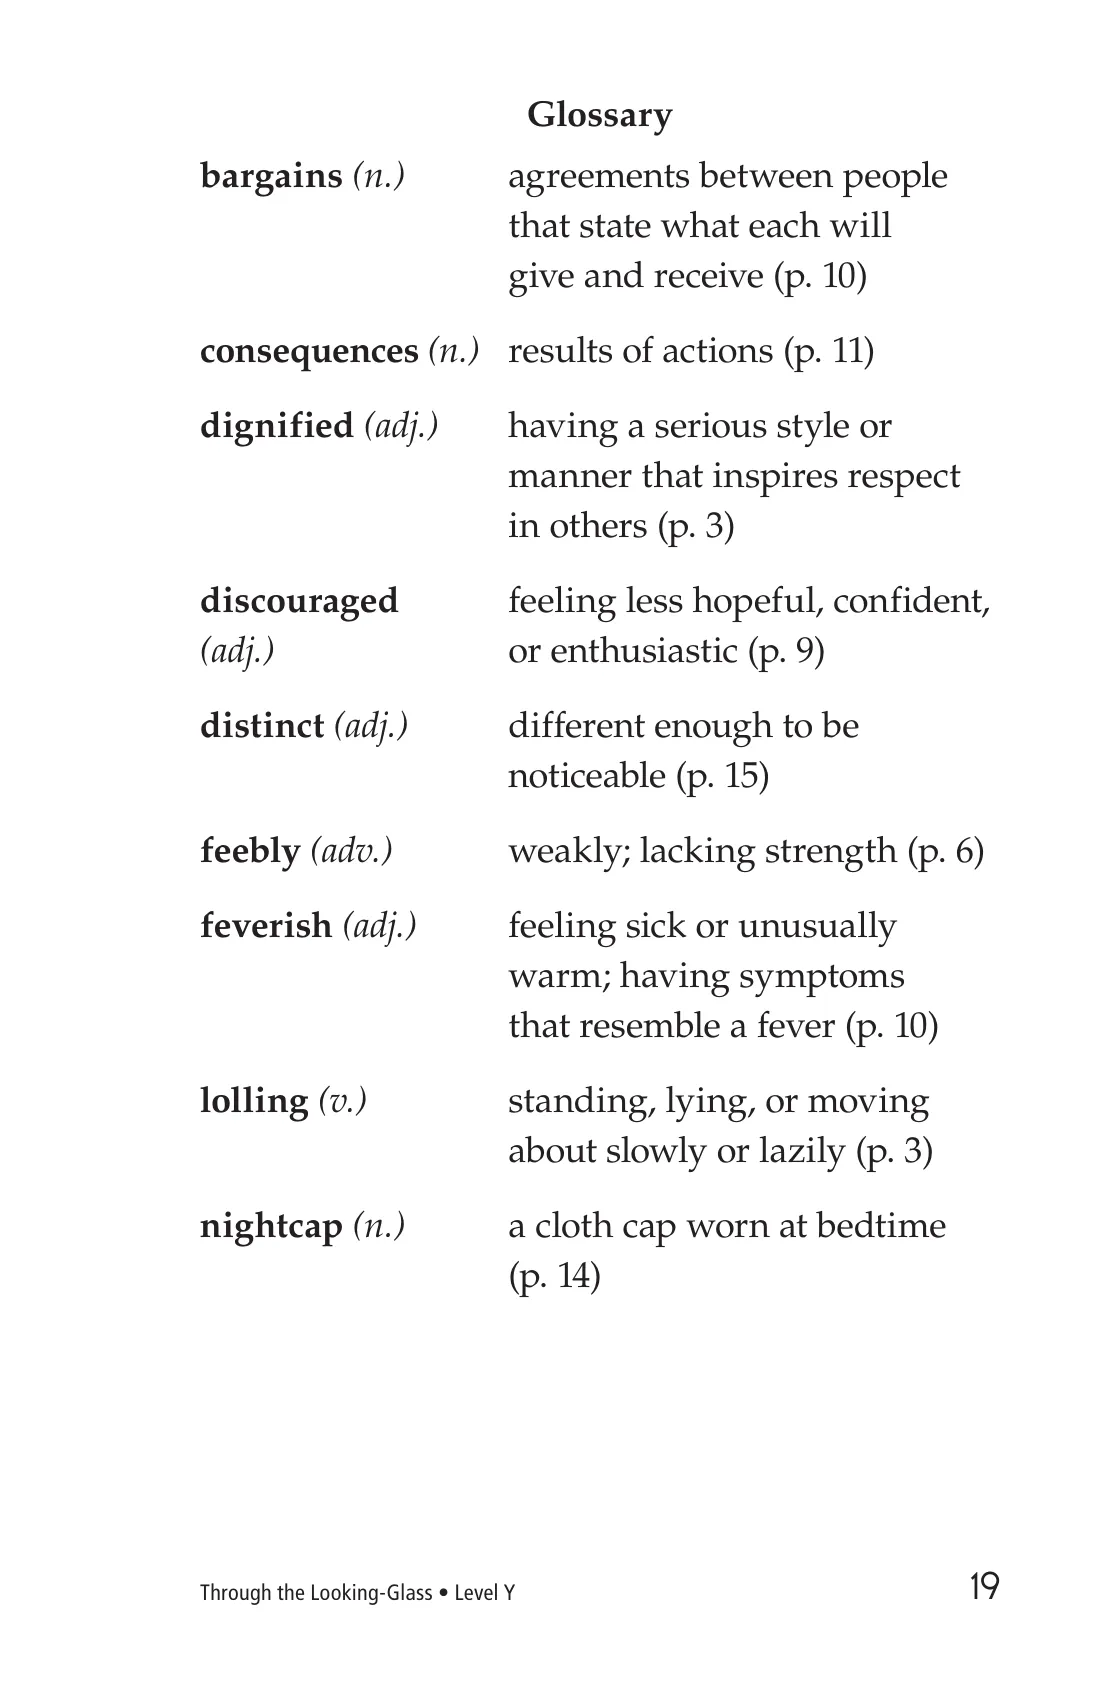 Glossary
bargains (n.) agreements between people
that state what each will
give and receive (p. 10)
consequences (n.) results of actions (p. 11)
dignified (adj.) having a serious style or
manner that inspires respect
in others (p. 3)
discouraged feeling less hopeful, confident,
(adj.) or enthusiastic (p. 9)
distinct (adj.) different enough to be
noticeable (p. 15)
feebly (adv.) weakly; lacking strength (p. 6)
feverish (adj.) feeling sick or unusually
warm; having symptoms
that resemble a fever (p. 10)
lolling (v.) standing, lying, or moving
about slowly or lazily (p. 3)
nightcap (n.) a cloth cap worn at bedtime
(p. 14)
Through the Looking-Glass • Level Y 19